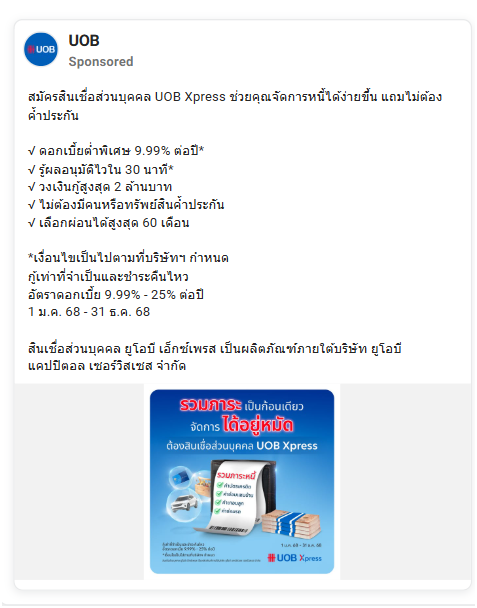 UOB
UOB
Sponsored
สมัครสินเชื่อส่วนบุคคล UOB Xpress ช่วยคุณจัดการหนี้ได้ง่ายขึ้น แถมไม่ต้อง
ค้ำประกัน
√ ดอกเบี้ยต่ำพิเศษ 9.99% ต่อปี*
√ รู้ผลอนุมัติไวใน 30 นาที*
√ วงเงินกู้สูงสุด 2 ล้านบาท
√ ไม่ต้องมีคนหรือทรัพย์สินค้ำประกัน
√ เลือกผ่อนได้สูงสุด 60 เดือน
*เงื่อนไขเป็นไปตามที่บริษัทฯ กำหนด
กู้เท่าที่จำเป็นและชำระคืนไหว
อัตราดอกเบี้ย 9.99% - 25% ต่อปี
1 ม.ค. 68 - 31 ธ.ค. 68
สินเชื่อส่วนบุคคล ยูโอบี เอ็กซ์เพรส เป็นผลิตภัณฑ์ภายใต้บริษัท ยูโอบี
แคปปิตอล เซอร์วิสเซส จำกัด
รวมภาระ เป็นก้อนเดียว
จัดการ ได้อยู่หมัด
ต้องสินเชื่อส่วนบุคคล UOB Xpress
รวมภาระหนี้
1 ม.ค. 68 - 31 ธ.ค. 68
UOB Xpress